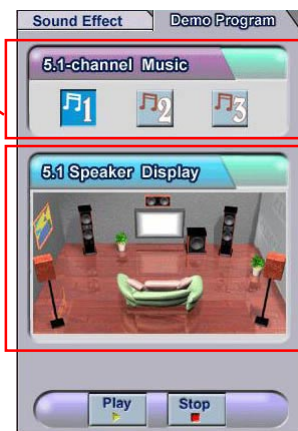 Sound Effect
Demo Program
5.1-channel Music
1
2
3
5.1 Speaker Display
Play
Stop